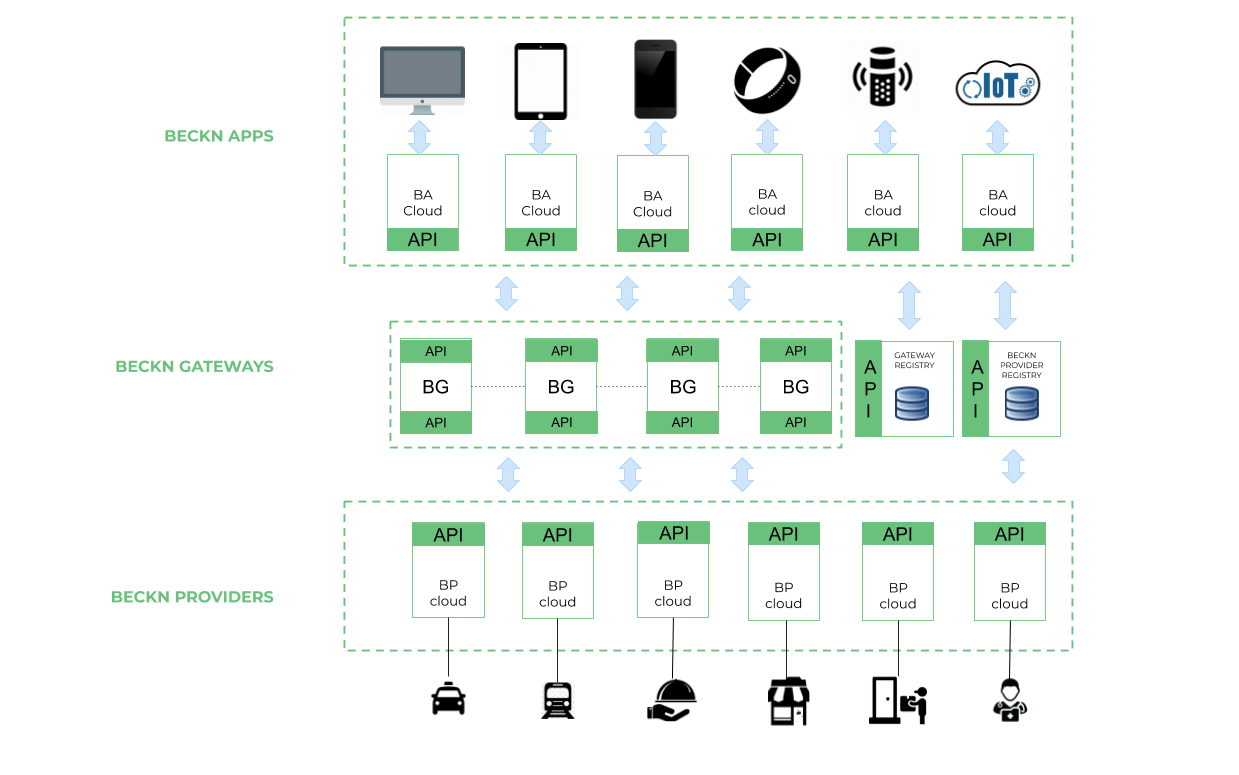 IoT
BECKN APPS
BA
Cloud
API
BA
Cloud
API
BA
Cloud
API
BA
cloud
API
BA
cloud
API
BA
cloud
API
BECKN GATEWAYS
API
BG
API
API
BG
API
API
BG
API
API
BG
API
API
GATEWAY
REGISTRY
API
BECKN
PROVIDER
REGISTRY
BECKN PROVIDERS
API
BP
cloud
API
BP
cloud
API
BP
cloud
API
BP
cloud
API
BP
cloud
API
BP
cloud